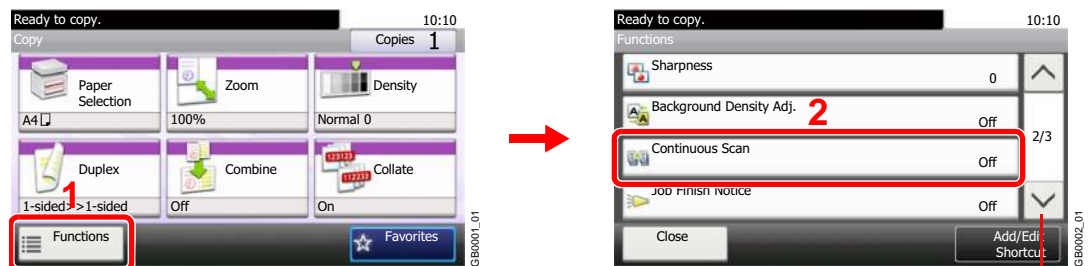 Ready to copy.
10:10
Copy
Copies 1
Paper
Selection
Zoom
Density
A4
100%
Normal 0
Duplex
Combine
Collate
123123
112233
1-sided>>1-sided
Off
On
1
Functions
Favorites
GB0001_01
Ready to copy.
10:10
Functions
Sharpness
0
Background Density Adj.
2
Off
2/3
Continuous Scan
Off
Job Finish Notice
Off
Close
Add/Edit
Shortcut
GB0002_01